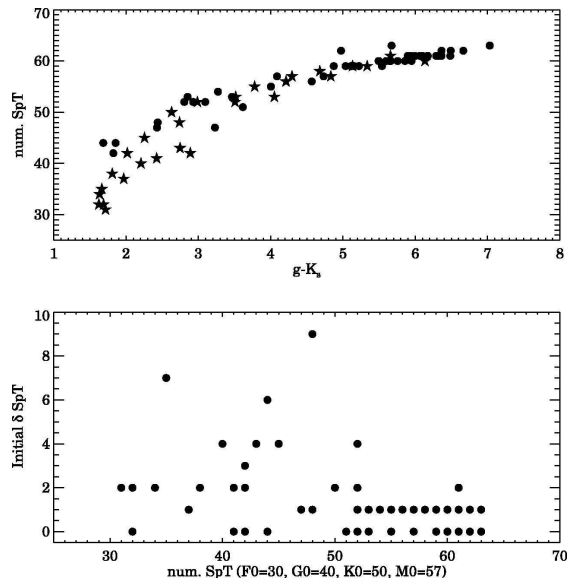 70
60
50
40
30
num. SpT
1 2 3 4 5 6 7 8
g-Kₛ
10
8
6
4
2
0
Initial δ SpT
30 40 50 60 70
num. SpT (F0=30, G0=40, K0=50, M0=57)